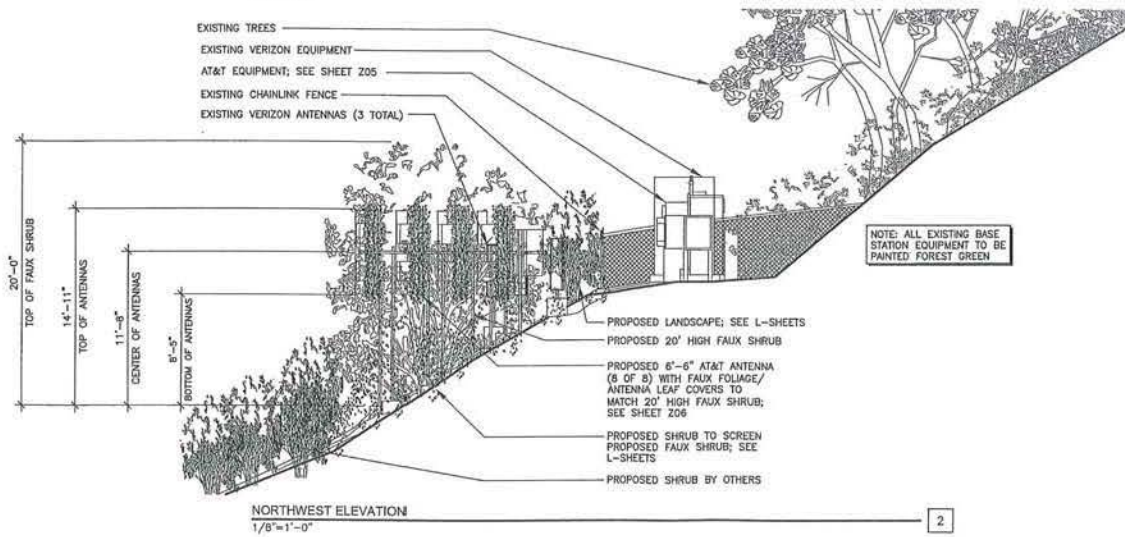 EXISTING TREES
EXISTING VERIZON EQUIPMENT
AT&T EQUIPMENT; SEE SHEET Z05
EXISTING CHAINLINK FENCE
EXISTING VERIZON ANTENNAS (3 TOTAL)
20'-0"
TOP OF FAUX SHRUB
14'-11"
TOP OF ANTENNAS
11'-8"
CENTER OF ANTENNAS
8'-5"
BOTTOM OF ANTENNAS
NOTE: ALL EXISTING BASE
STATION EQUIPMENT TO BE
PAINTED FOREST GREEN
PROPOSED LANDSCAPE; SEE L-SHEETS
PROPOSED 20' HIGH FAUX SHRUB
PROPOSED 6'-6" AT&T ANTENNA
(8 OF 8) WITH FAUX FOLIAGE/
ANTENNA LEAF COVERS TO
MATCH 20' HIGH FAUX SHRUB;
SEE SHEET Z06
PROPOSED SHRUB TO SCREEN
PROPOSED FAUX SHRUB; SEE
L-SHEETS
PROPOSED SHRUB BY OTHERS
NORTHWEST ELEVATION
1/8"=1'-0"
2